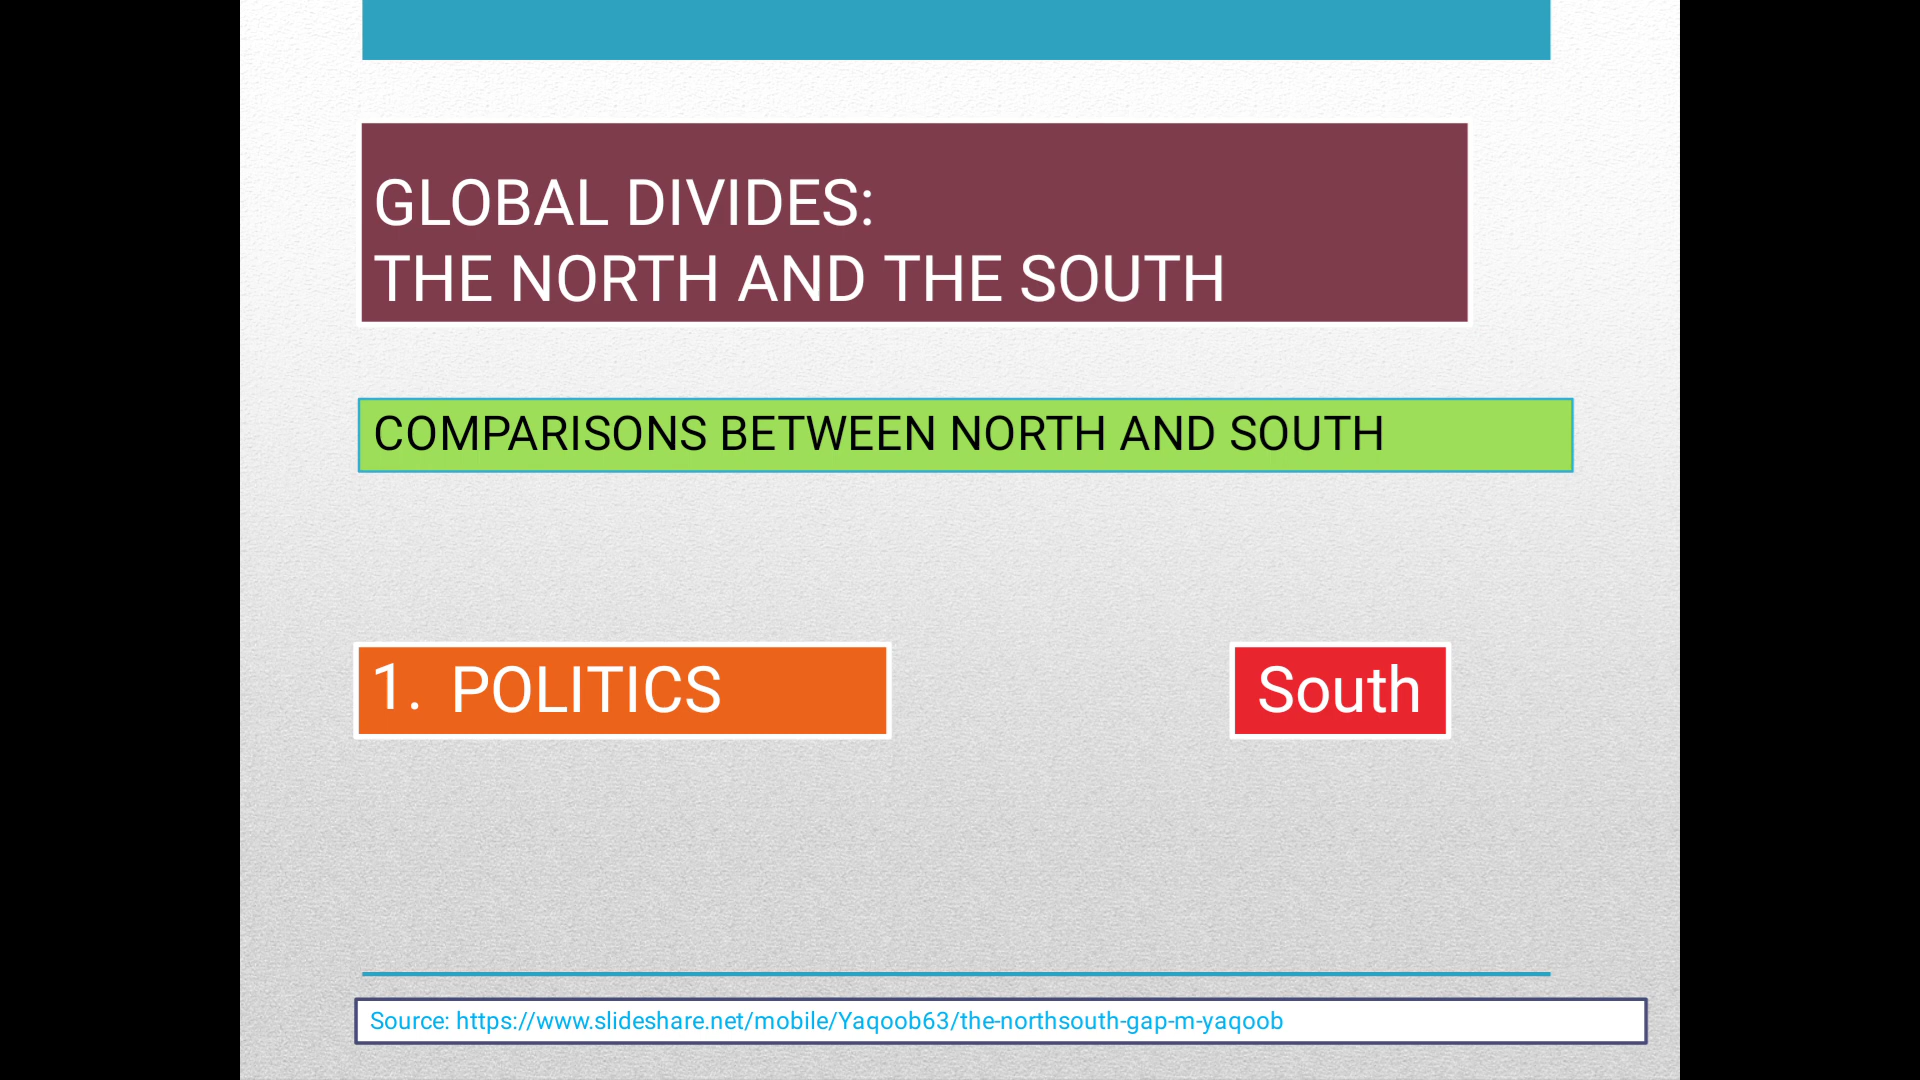 GLOBAL DIVIDES:
THE NORTH AND THE SOUTH
COMPARISONS BETWEEN NORTH AND SOUTH
1. POLITICS
South
Source: https://www.slideshare.net/mobile/Yaqoob63/the-northsouth-gap-m-yaqoob